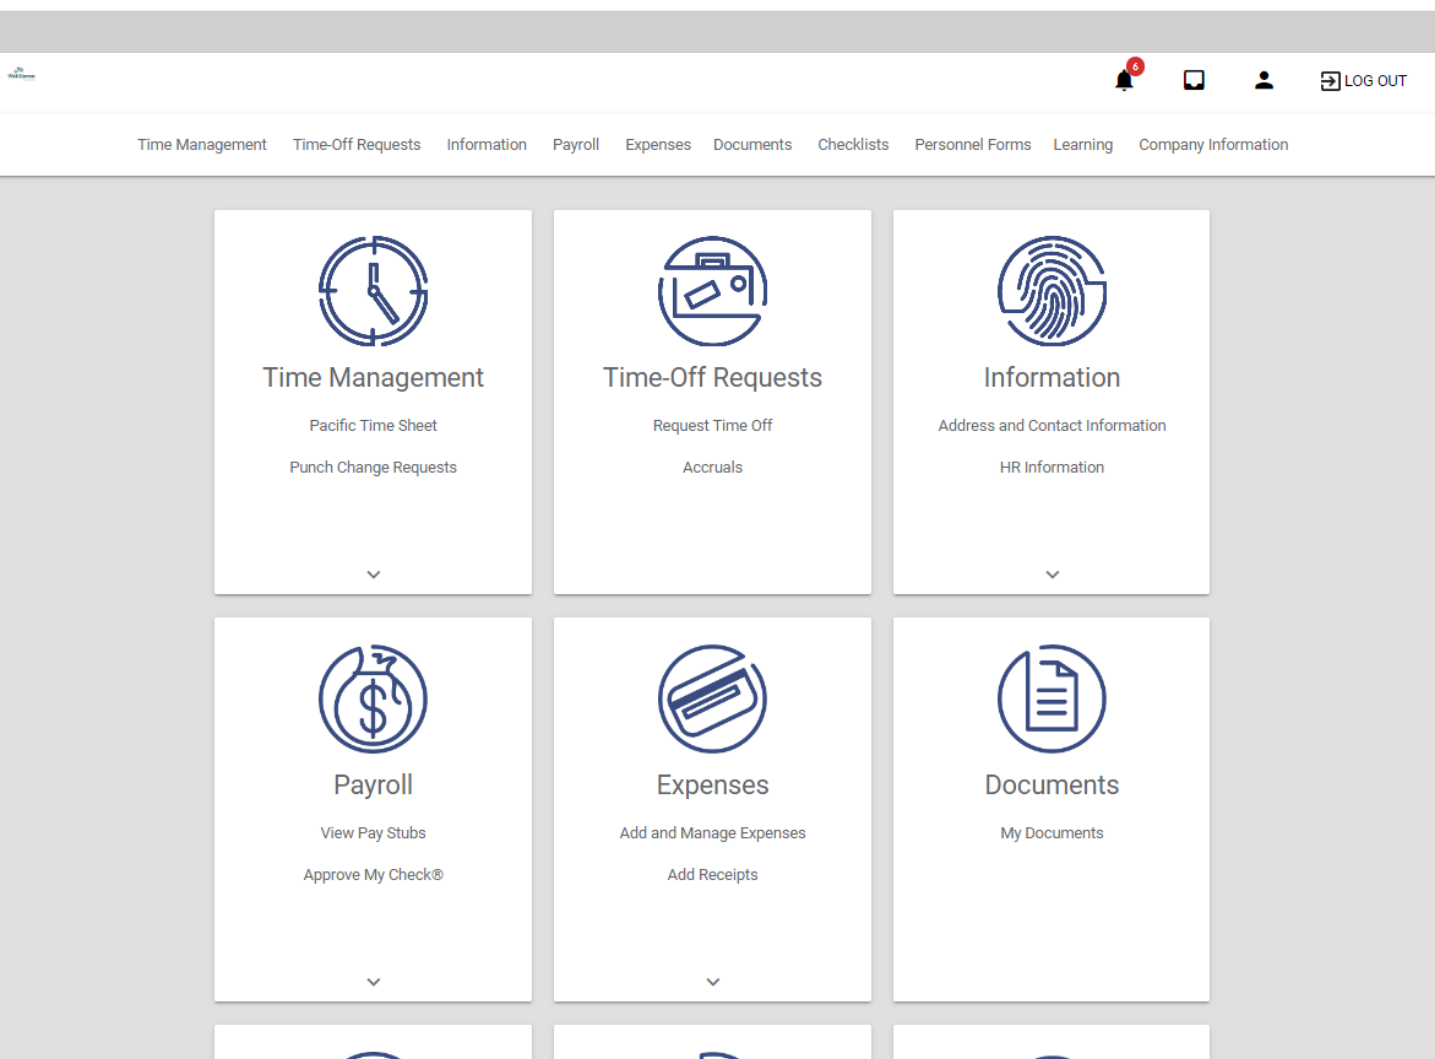 6
LOG OUT
Time Management Time-Off Requests Information Payroll Expenses Documents Checklists Personnel Forms Learning Company Information
Time Management
Pacific Time Sheet
Punch Change Requests
Time-Off Requests
Request Time Off
Accruals
Information
Address and Contact Information
HR Information
$
Payroll
View Pay Stubs
Approve My Check®
Expenses
Add and Manage Expenses
Add Receipts
Documents
My Documents